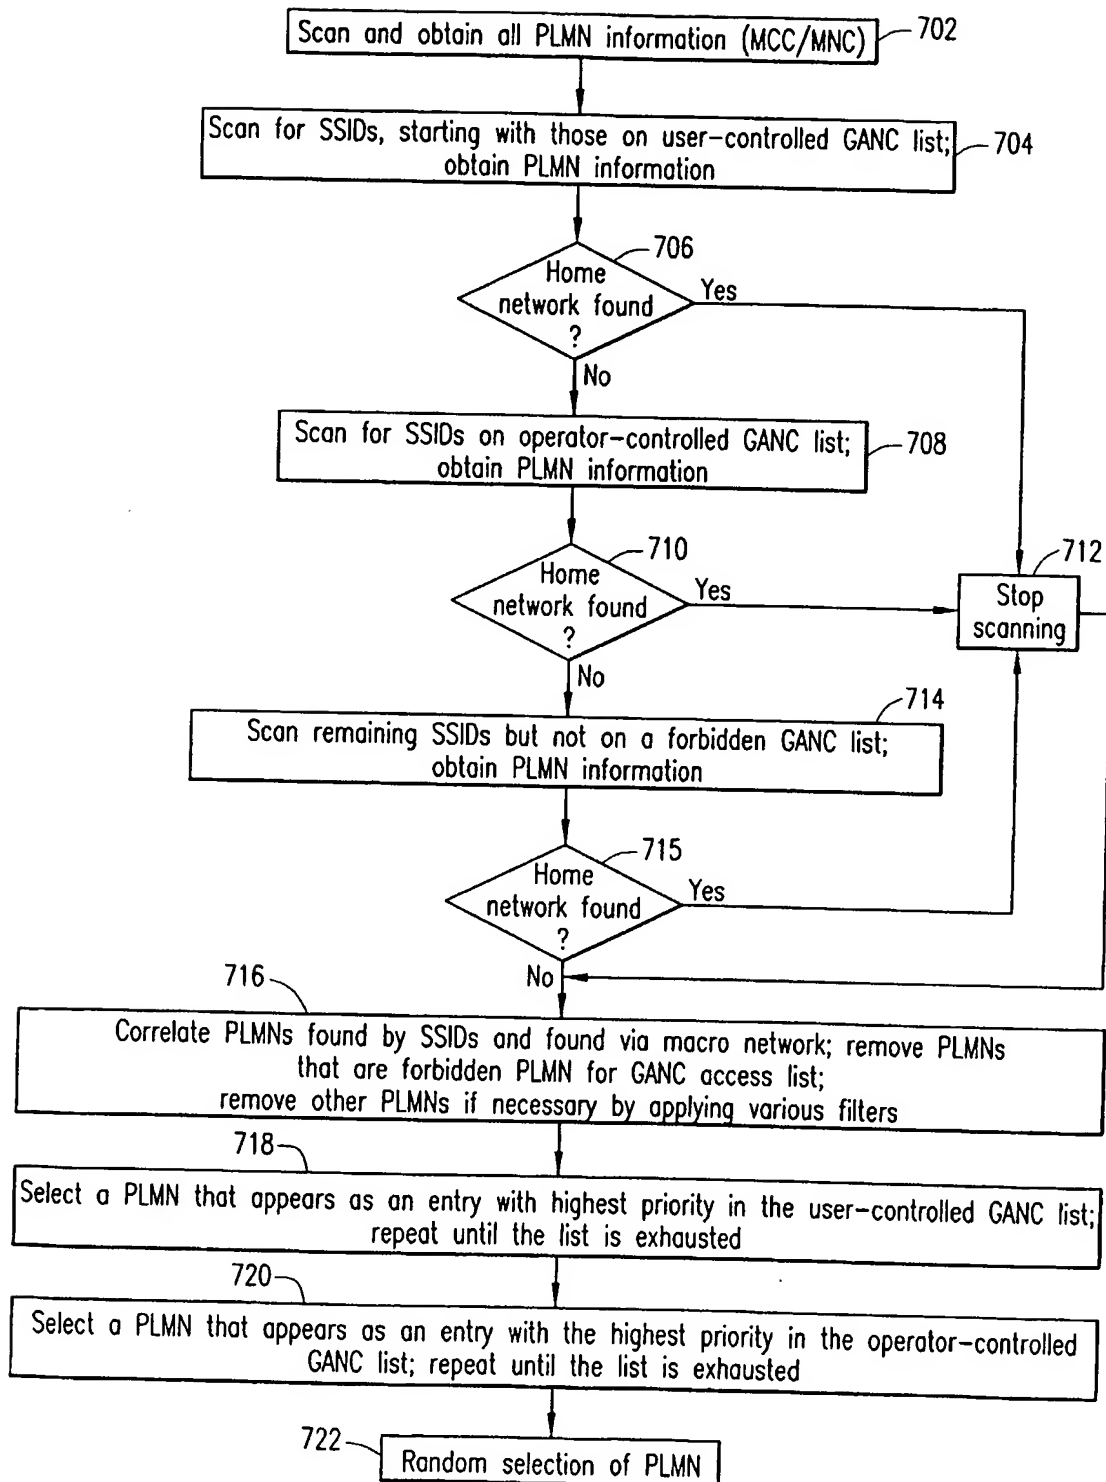 Scan and obtain all PLMN information (MCC/MNC)
702
Scan for SSIDs, starting with those on user-controlled GANC list;
obtain PLMN information
704
706
Home
network found
?
Yes
No
Scan for SSIDs on operator-controlled GANC list;
obtain PLMN information
708
710
Home
network found
?
Yes
712
Stop
scanning
No
714
Scan remaining SSIDs but not on a forbidden GANC list;
obtain PLMN information
715
Home
network found
?
Yes
No
716
Correlate PLMNs found by SSIDs and found via macro network; remove PLMNs
that are forbidden PLMN for GANC access list;
remove other PLMNs if necessary by applying various filters
718
Select a PLMN that appears as an entry with highest priority in the user-controlled GANC list;
repeat until the list is exhausted
720
Select a PLMN that appears as an entry with the highest priority in the operator-controlled
GANC list; repeat until the list is exhausted
722
Random selection of PLMN